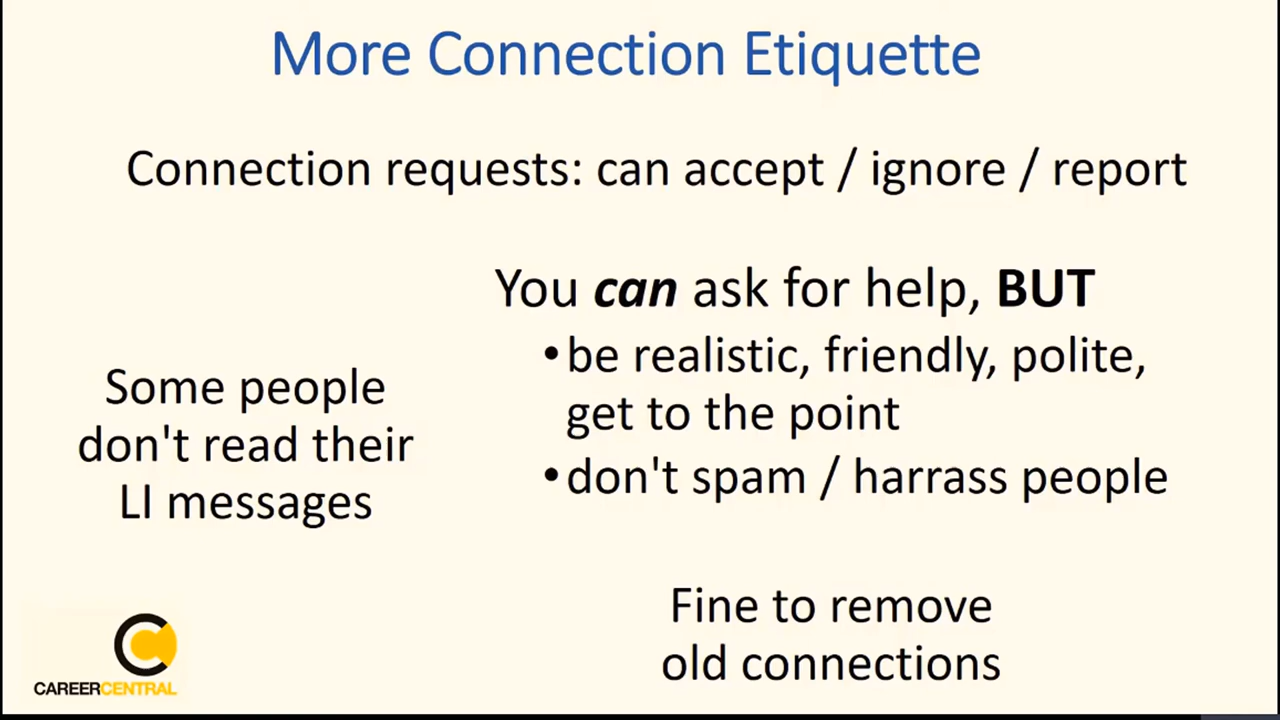 More Connection Etiquette
Connection requests: can accept / ignore / report
You can ask for help, BUT
•be realistic, friendly, polite,
get to the point
•don't spam / harrass people
Some people
don't read their
LI messages
Fine to remove
old connections
CAREERCENTRAL